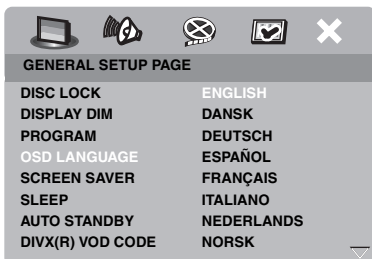 GENERAL SETUP PAGE
DISC LOCK ENGLISH
DISPLAY DIM DANSK
PROGRAM DEUTSCH
OSD LANGUAGE ESPAÑOL
SCREEN SAVER FRANÇAIS
SLEEP ITALIANO
AUTO STANDBY NEDERLANDS
DIVX(R) VOD CODE NORSK